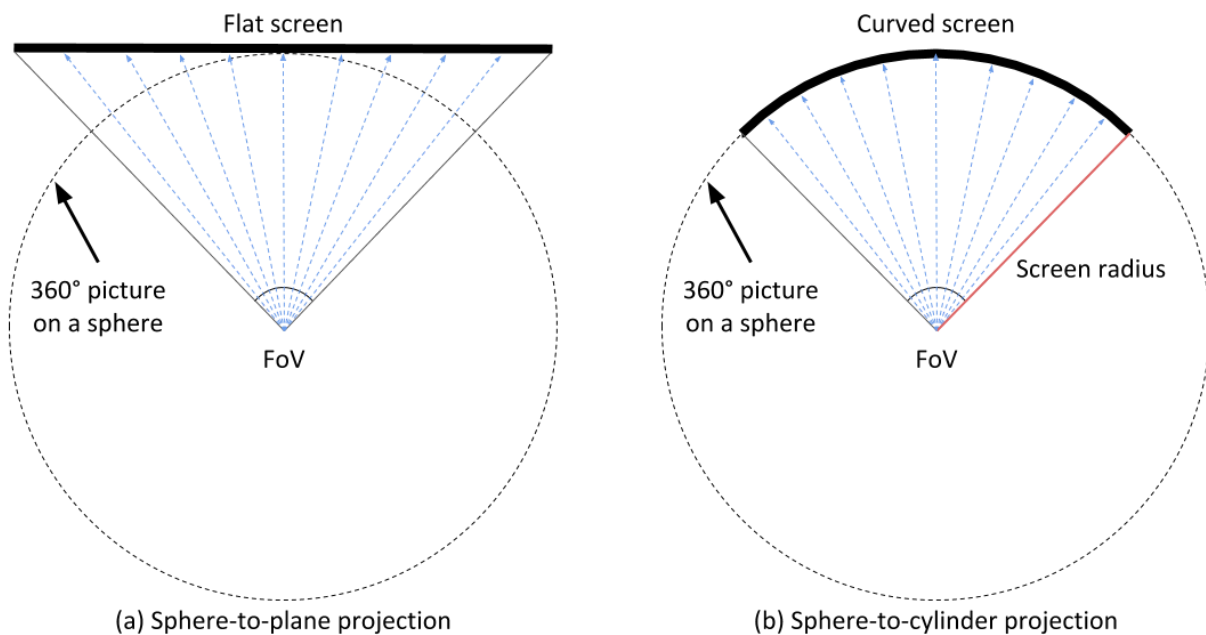 Flat screen
360° picture
on a sphere
FoV
(a) Sphere-to-plane projection
Curved screen
360° picture
on a sphere
Screen radius
FoV
(b) Sphere-to-cylinder projection